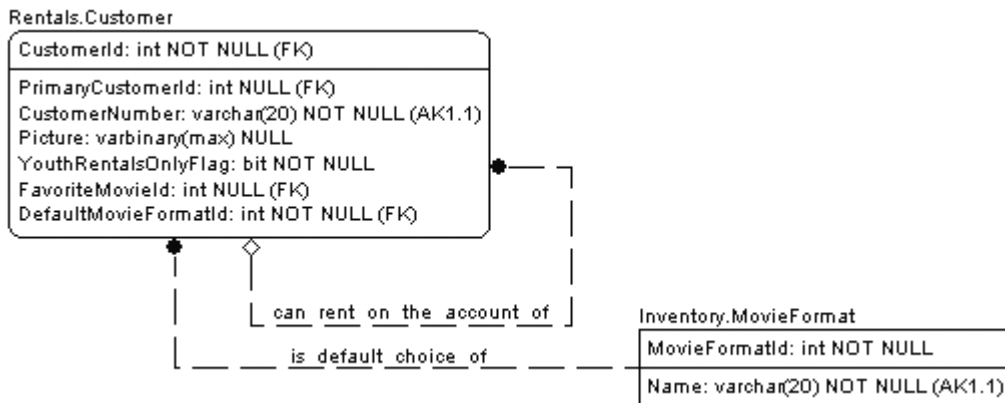 Rentals.Customer
CustomerId: int NOT NULL (FK)
PrimaryCustomerId: int NULL (FK)
CustomerNumber: varchar(20) NOT NULL (AK1.1)
Picture: varbinary(max) NULL
YouthRentalsOnlyFlag: bit NOT NULL
FavoriteMovieId: int NULL (FK)
DefaultMovieFormatId: int NOT NULL (FK)
can rent on the account of
is default choice of
Inventory.MovieFormat
MovieFormatId: int NOT NULL
Name: varchar(20) NOT NULL (AK1.1)